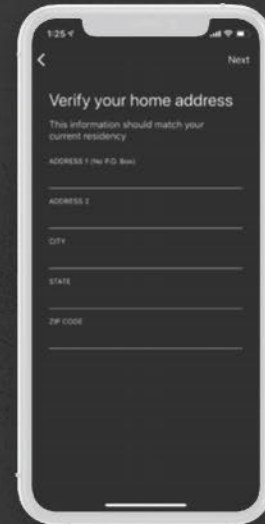 1:25
Next
Verify your home address
This information should match your
current residency
ADDRESS 1 (No P.O. Box)
ADDRESS 2
CITY
STATE
ZIP CODE